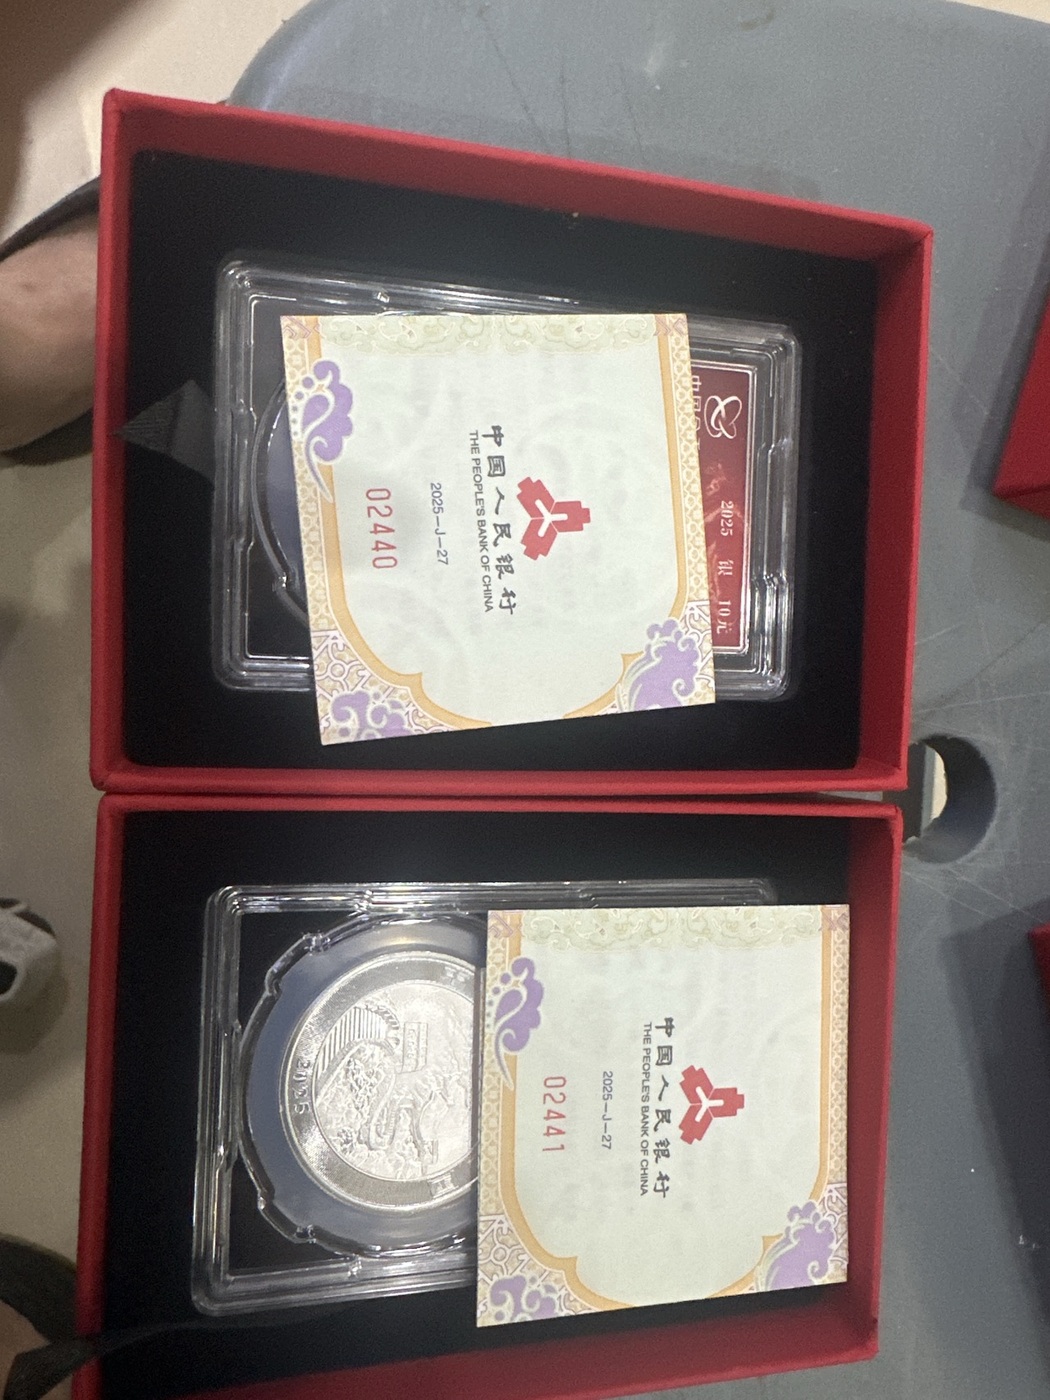 中国人民银行
THE PEOPLE'S BANK OF CHINA
2025-J-27
02440
2025 银 10元
中国人民银行
THE PEOPLE'S BANK OF CHINA
2025-J-27
02441
2025